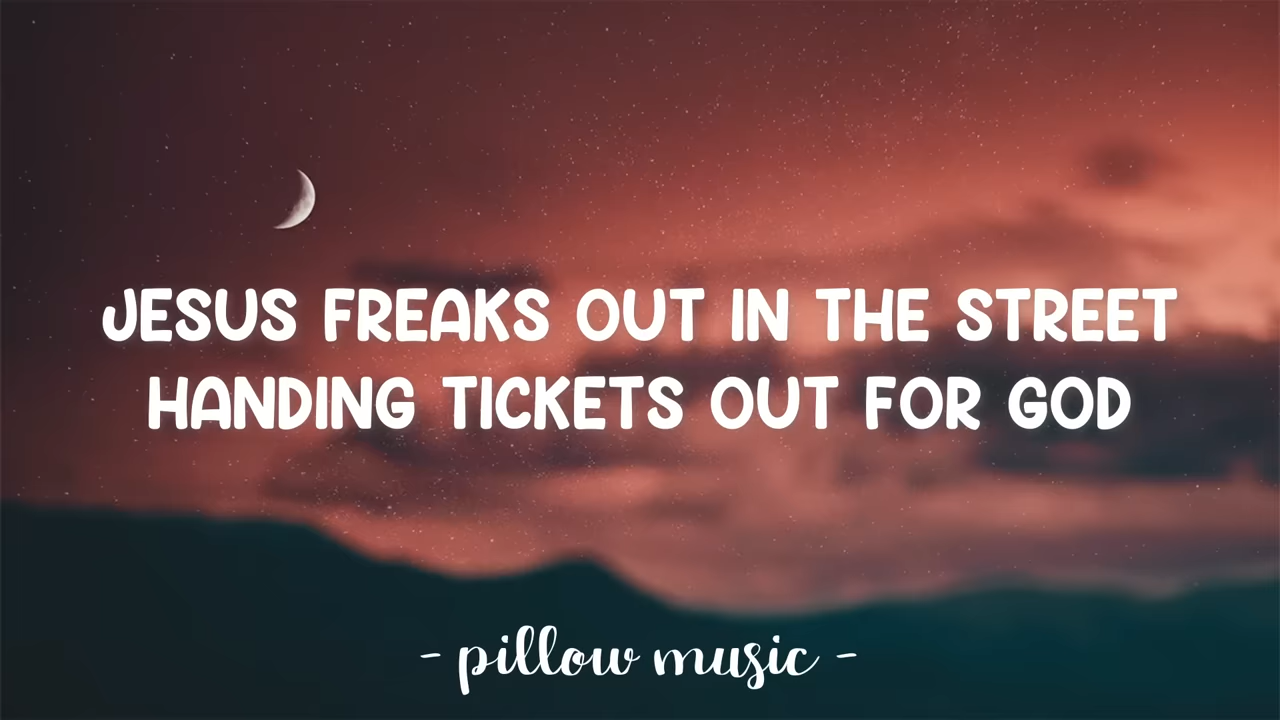 JESUS FREAKS OUT IN THE STREET
HANDING TICKETS OUT FOR GOD
- pillow music -